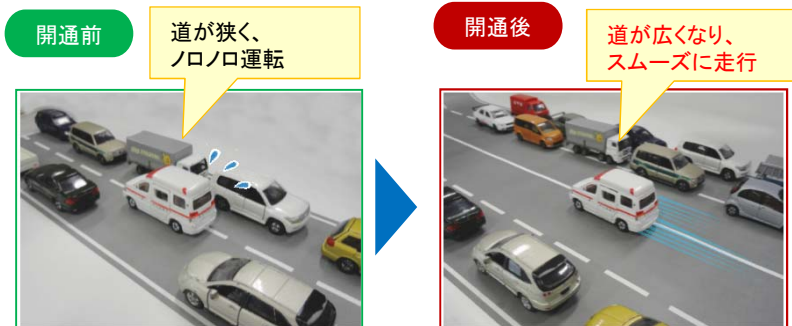 開通前
道が狭く、
ノロノロ運転
開通後
道が広くなり、
スムーズに走行